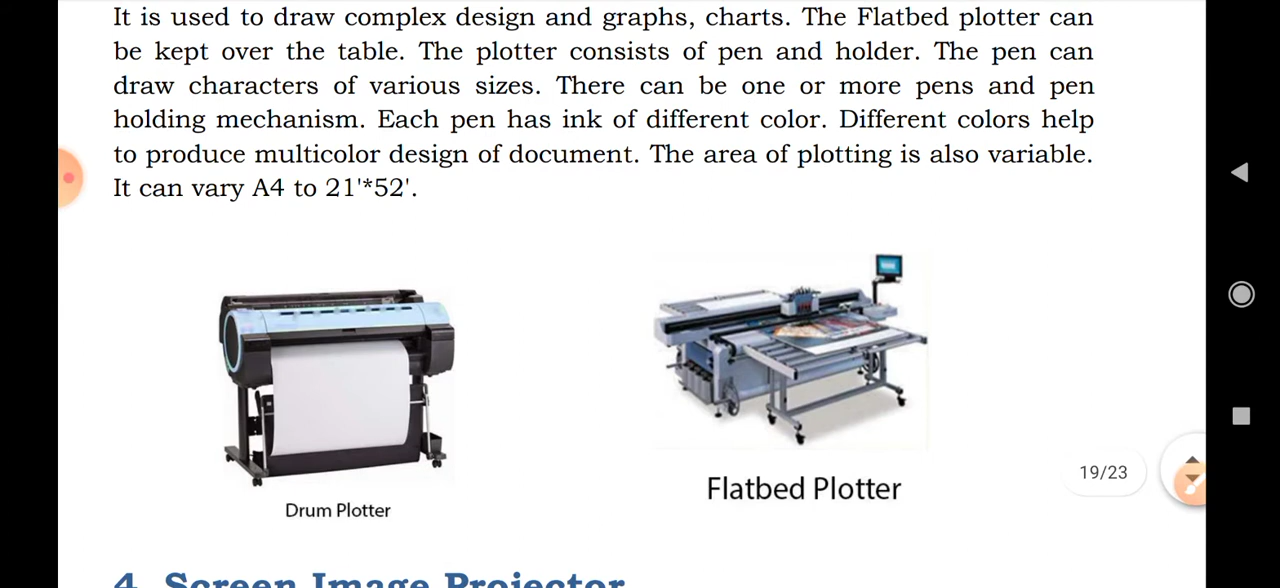 It is used to draw complex design and graphs, charts. The Flatbed plotter can
be kept over the table. The plotter consists of pen and holder. The pen can
draw characters of various sizes. There can be one or more pens and pen
holding mechanism. Each pen has ink of different color. Different colors help
to produce multicolor design of document. The area of plotting is also variable.
It can vary A4 to 21'*52'.
Drum Plotter
Flatbed Plotter
19/23
4. Screen Image Projector